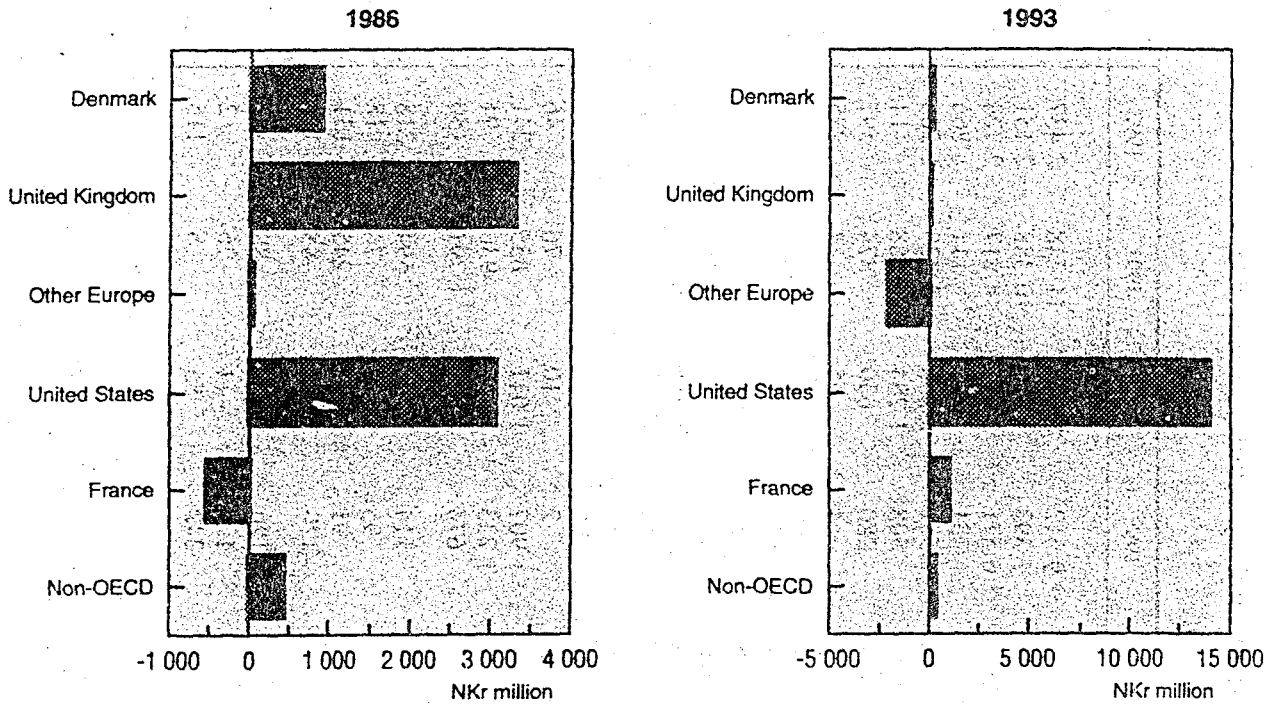 1986
Denmark
United Kingdom
Other Europe
United States
France
Non-OECD
-1 000 0 1 000 2 000 3 000 4 000
NKr million
1993
Denmark
United Kingdom
Other Europe
United States
France
Non-OECD
-5 000 0 5 000 10 000 15 000
NKr million